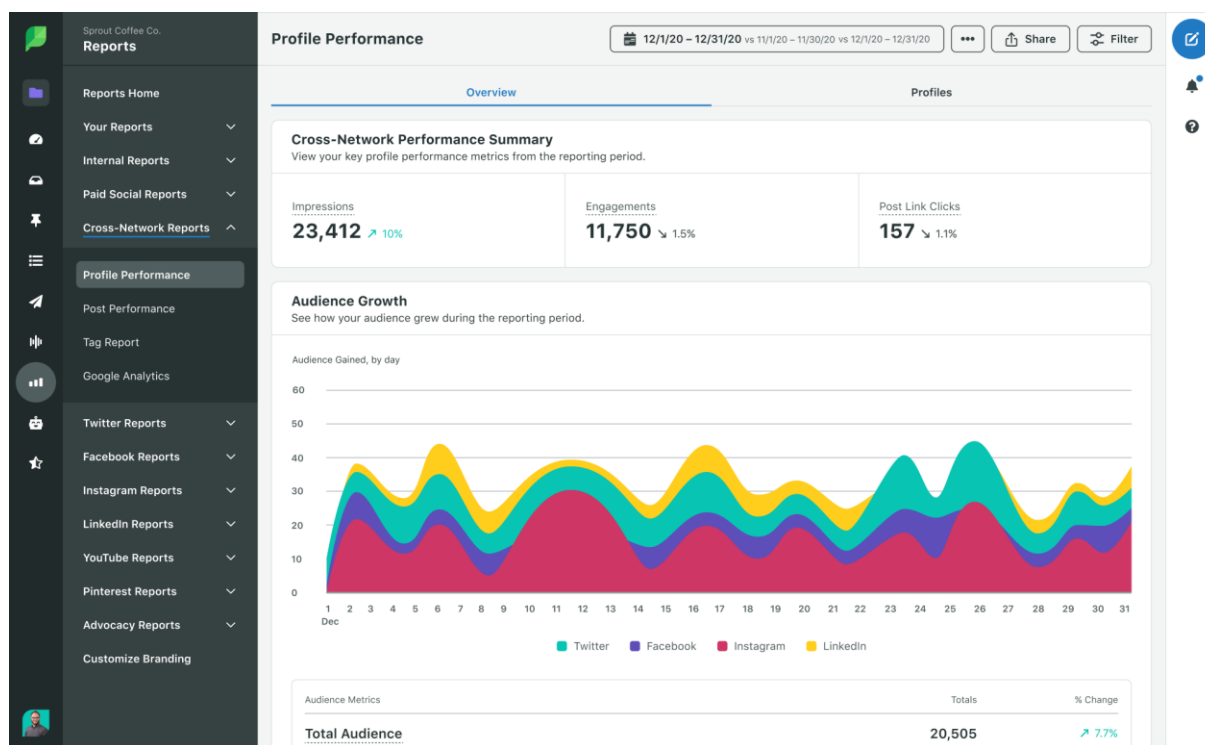 Sprout Coffee Co.
Reports
Reports Home
Your Reports
Internal Reports
Paid Social Reports
Cross-Network Reports
Profile Performance
Post Performance
Tag Report
Google Analytics
Twitter Reports
Facebook Reports
Instagram Reports
LinkedIn Reports
YouTube Reports
Pinterest Reports
Advocacy Reports
Customize Branding
Profile Performance
12/1/20 – 12/31/20 vs 11/1/20 – 11/30/20 vs 12/1/20 – 12/31/20
Share
Filter
Overview
Profiles
Cross-Network Performance Summary
View your key profile performance metrics from the reporting period.
Impressions
23,412 ↗ 10%
Engagements
11,750 ↘ 1.5%
Post Link Clicks
157 ↘ 1.1%
Audience Growth
See how your audience grew during the reporting period.
Audience Gained, by day
60
50
40
30
20
10
0
1 2 3 4 5 6 7 8 9 10 11 12 13 14 15 16 17 18 19 20 21 22 23 24 25 26 27 28 29 30 31
Dec
Twitter Facebook Instagram LinkedIn
Audience Metrics Totals % Change
Total Audience 20,505 ↗ 7.7%